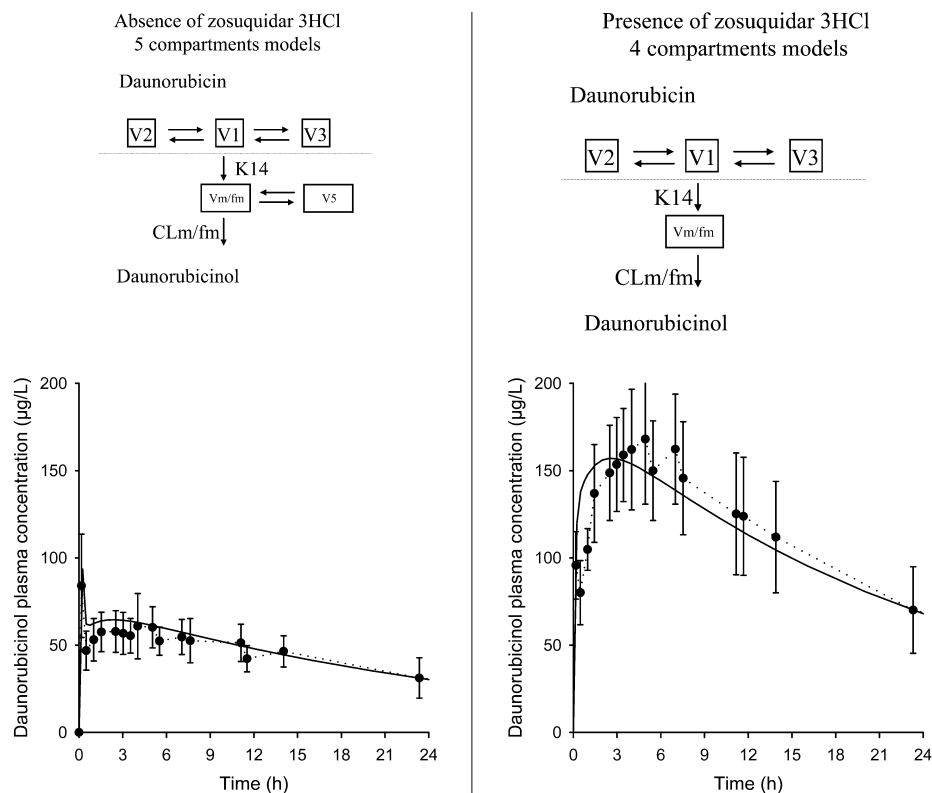 Absence of zosuquidar 3HCl
5 compartments models
Daunorubicin
V2
V1
V3
K14
Vm/fm
V5
CLm/fm
Daunorubicinol
Daunorubicinol plasma concentration (µg/L)
200
150
100
50
0
0 3 6 9 12 15 18 21 24
Time (h)
Presence of zosuquidar 3HCl
4 compartments models
Daunorubicin
V2
V1
V3
K14
Vm/fm
CLm/fm
Daunorubicinol
Daunorubicinol plasma concentration (µg/L)
200
150
100
50
0
0 3 6 9 12 15 18 21 24
Time (h)